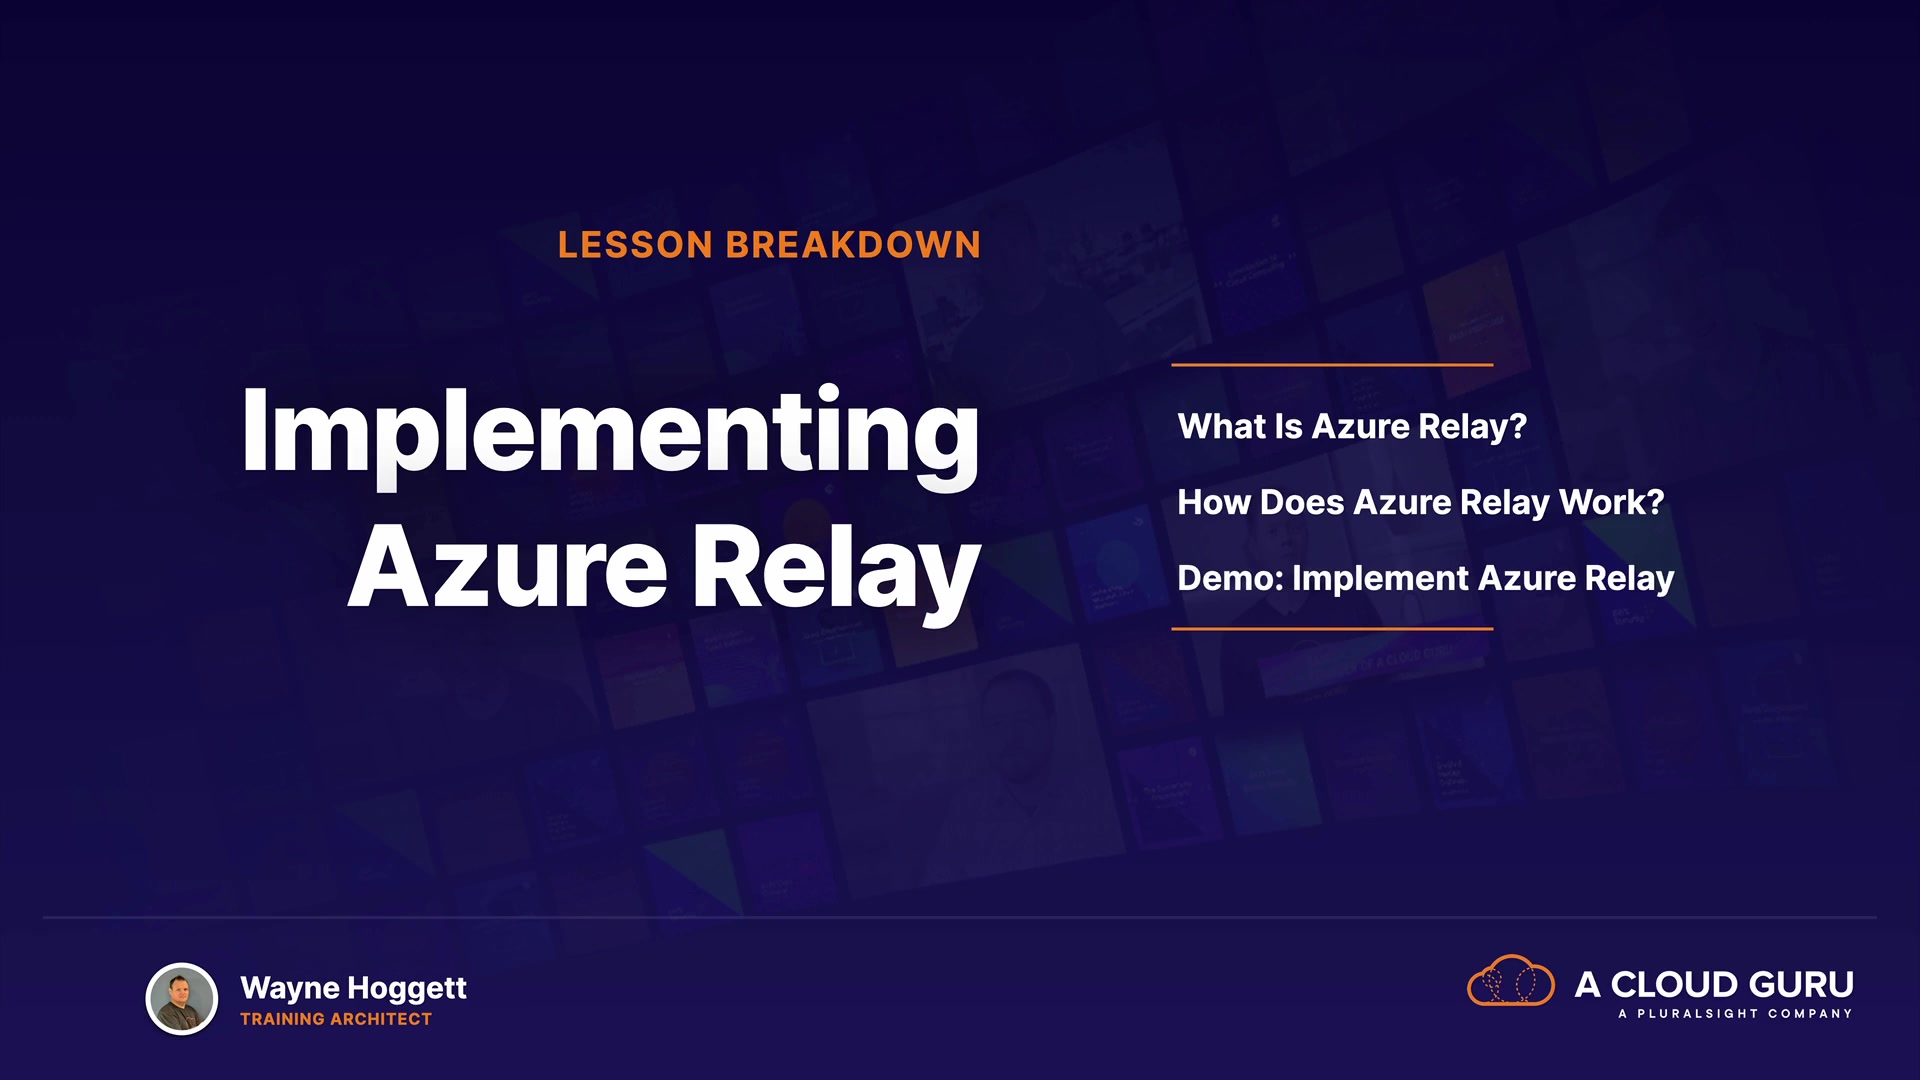 LESSON BREAKDOWN
Implementing
Azure Relay
What Is Azure Relay?
How Does Azure Relay Work?
Demo: Implement Azure Relay
Wayne Hoggett
TRAINING ARCHITECT
A CLOUD GURU
A PLURALSIGHT COMPANY